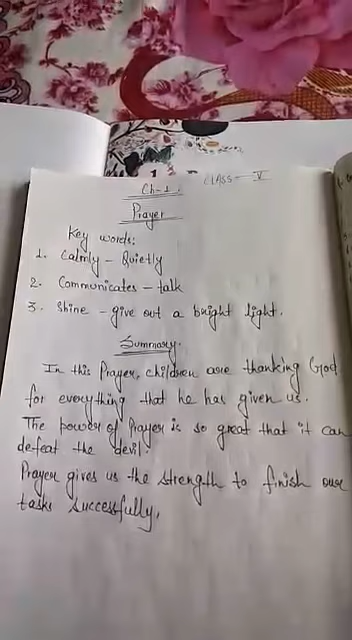 Ch-1.
CLASS - V
Prayer
Key words:
1. Calmly - Quietly
2. Communicates - talk
3. Shine - give out a bright light.
Summary.
In this Prayer, children are thanking God
for everything that he has given us.
The power of Prayer is so great that it can
defeat the devil.
Prayer gives us the strength to finish our
tasks successfully.